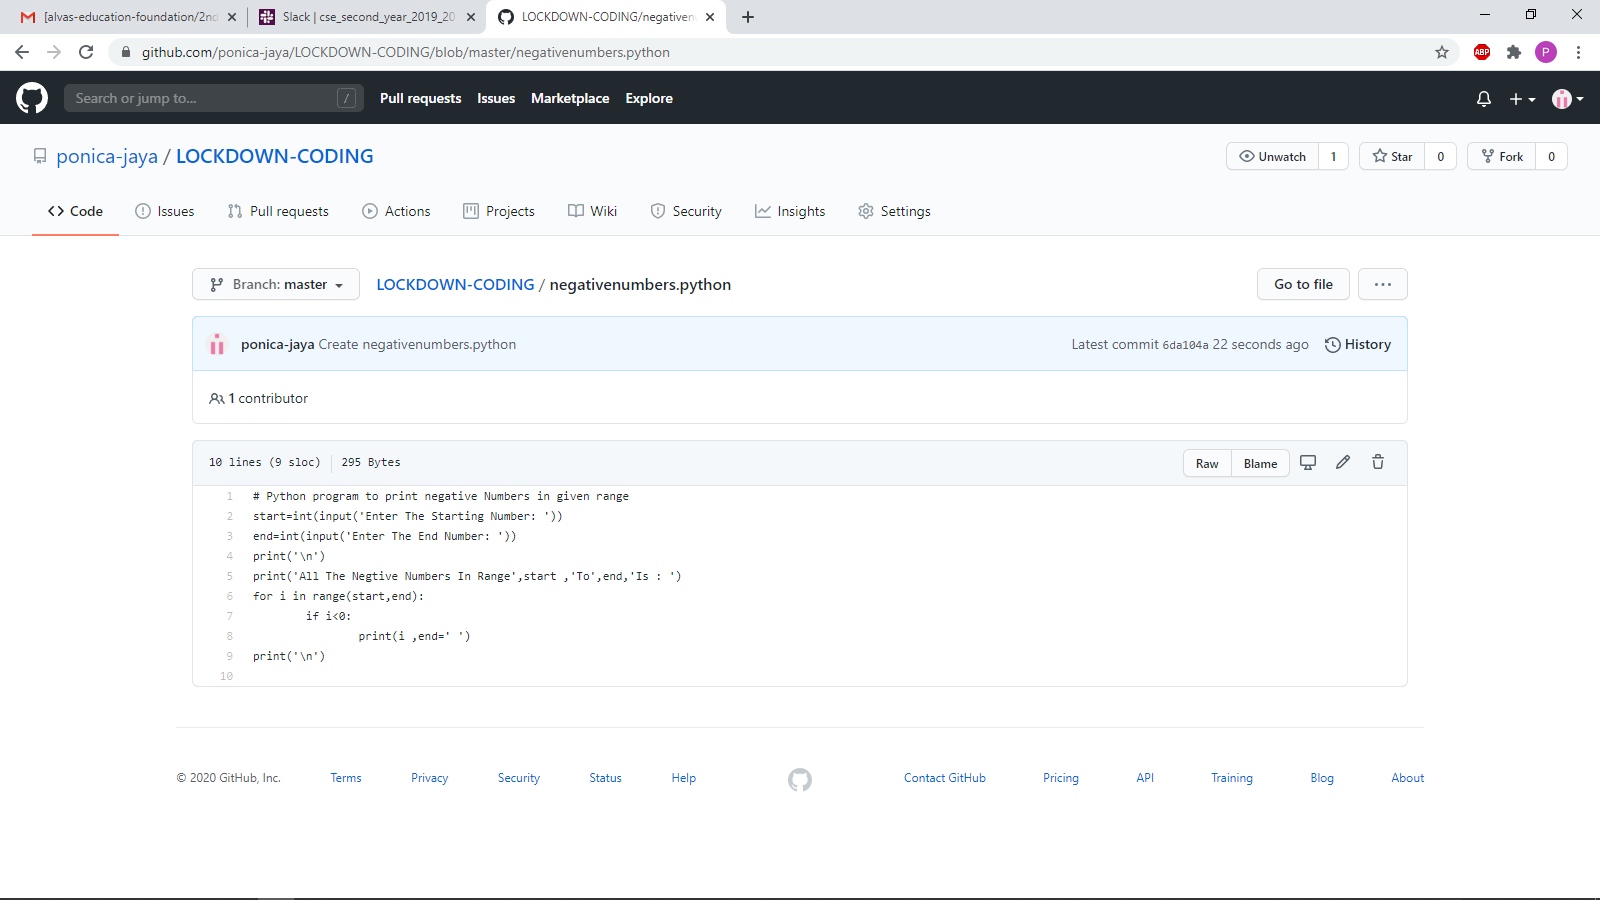 [alvas-education-foundation/2nd
Slack | cse_second_year_2019_20
LOCKDOWN-CODING/negativen
github.com/ponica-jaya/LOCKDOWN-CODING/blob/master/negativenumbers.python
ABP
P
Search or jump to...
/
Pull requests Issues Marketplace Explore
ponica-jaya / LOCKDOWN-CODING
Unwatch 1 Star 0 Fork 0
Code Issues Pull requests Actions Projects Wiki Security Insights Settings
Branch: master
LOCKDOWN-CODING / negativenumbers.python
Go to file ...
ponica-jaya Create negativenumbers.python
Latest commit 6da104a 22 seconds ago History
1 contributor
10 lines (9 sloc) 295 Bytes
Raw Blame
1 # Python program to print negative Numbers in given range
2 start=int(input('Enter The Starting Number: '))
3 end=int(input('Enter The End Number: '))
4 print('\n')
5 print('All The Negtive Numbers In Range',start ,'To',end,'Is : ')
6 for i in range(start,end):
7         if i<0:
8                 print(i ,end=' ')
9 print('\n')
10
© 2020 GitHub, Inc. Terms Privacy Security Status Help Contact GitHub Pricing API Training Blog About